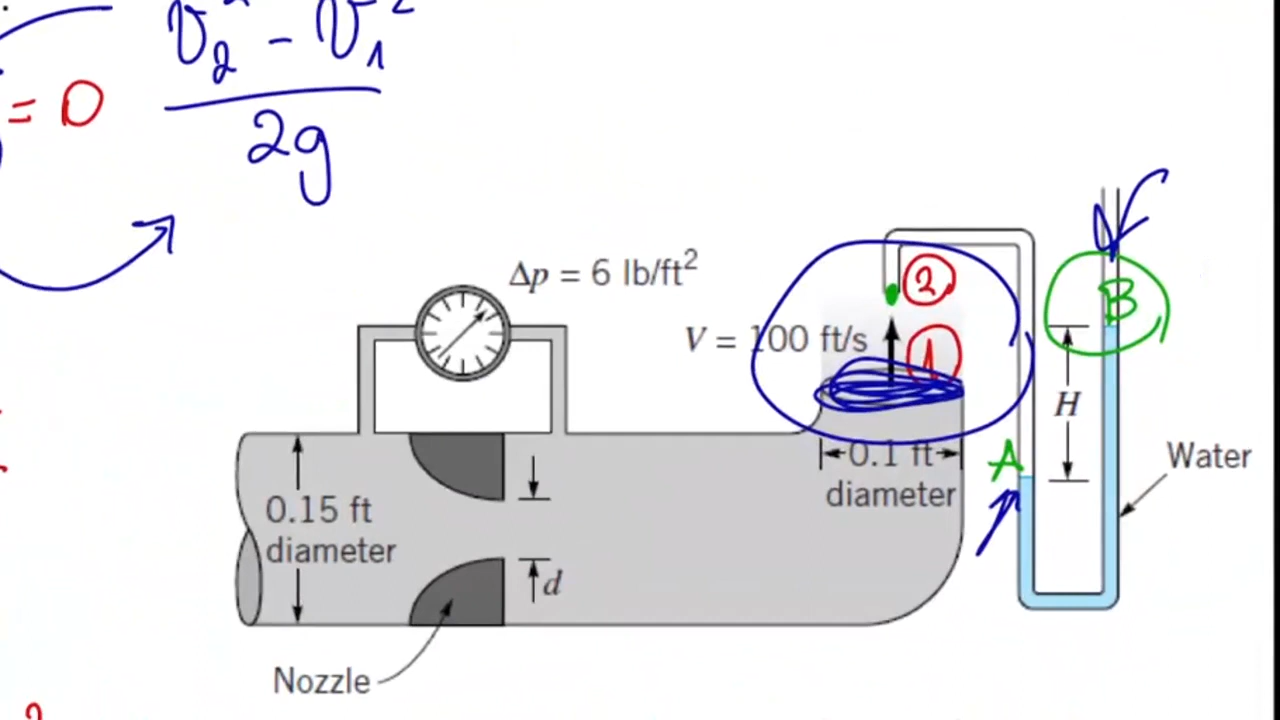 v₂² - v₁²
= 0
2g
Δp = 6 lb/ft²
V = 100 ft/s
2
1
B
H
A
0.1 ft
diameter
Water
0.15 ft
diameter
d
Nozzle